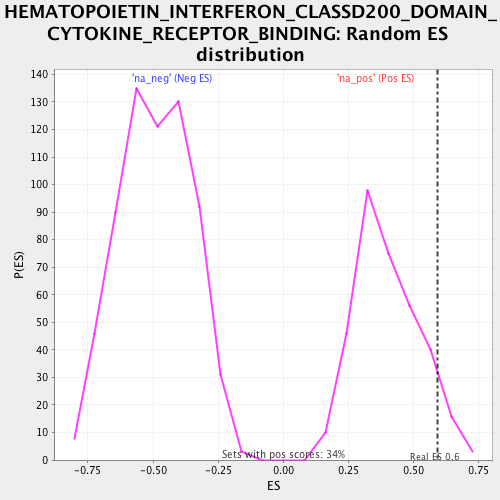 HEMATOPOIETIN_INTERFERON_CLASSD200_DOMAIN_
CYTOKINE_RECEPTOR_BINDING: Random ES
distribution
'na_neg' (Neg ES)
'na_pos' (Pos ES)
140
130
120
110
100
90
80
70
60
50
40
30
20
10
0
P(ES)
Sets with pos scores: 34%
Real ES 0.6
-0.75
-0.50
-0.25
0.00
0.25
0.50
0.75
ES